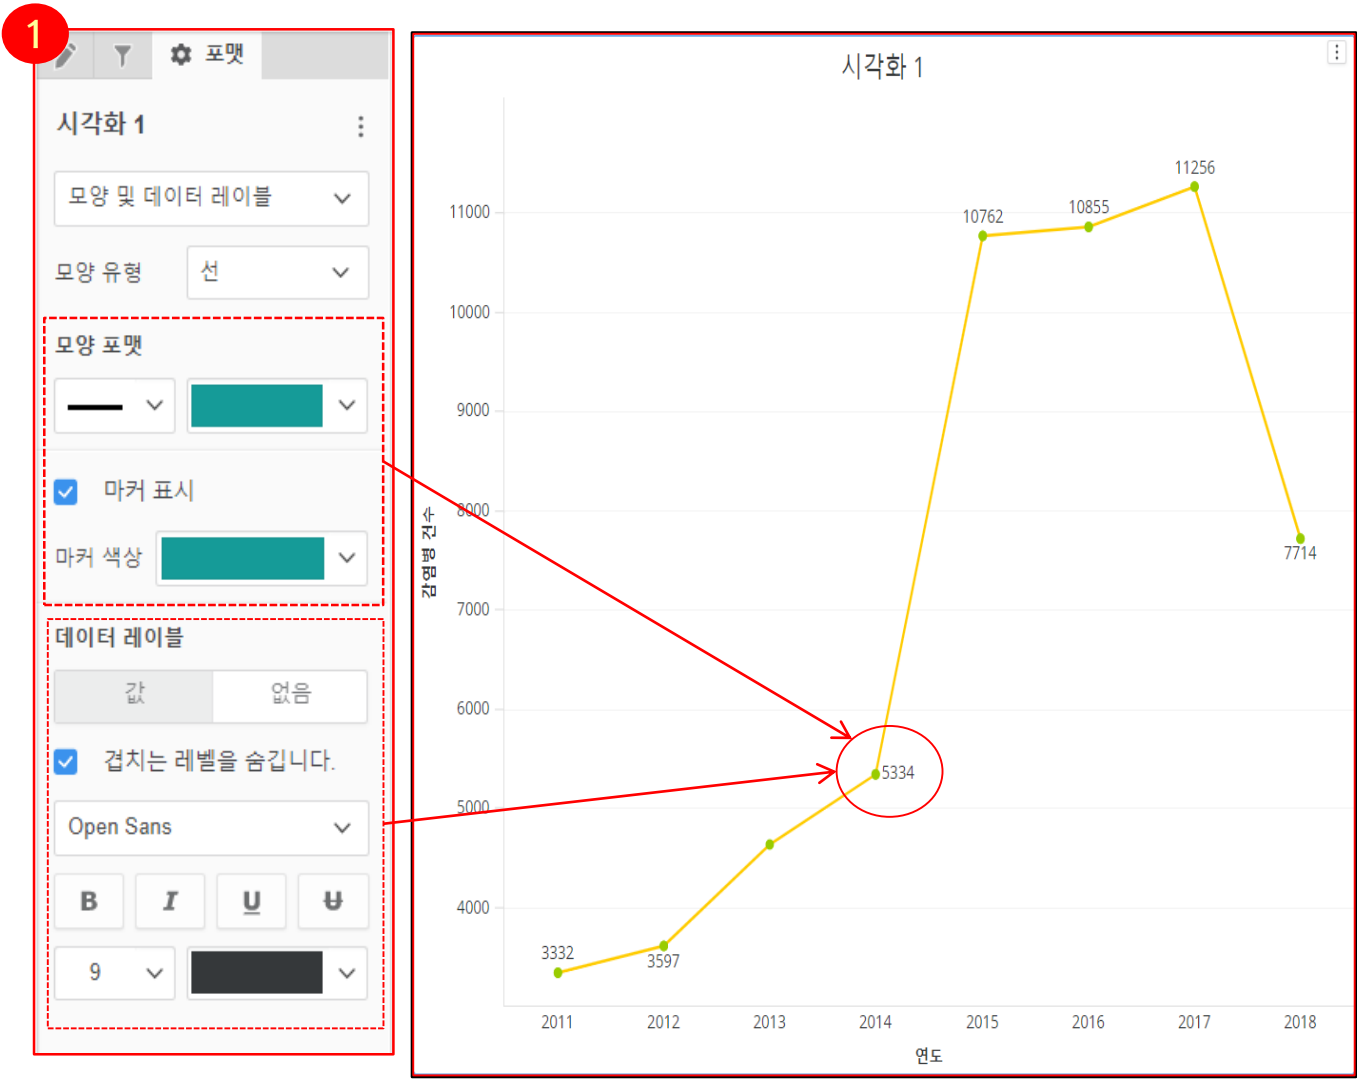 1
포맷
시각화 1
모양 및 데이터 레이블
모양 유형
선
모양 포맷
마커 표시
마커 색상
데이터 레이블
값
없음
겹치는 레벨을 숨깁니다.
Open Sans
B
I
U
U
9
시각화 1
감염병 건수
11000
10000
9000
8000
7000
6000
5000
4000
3332
3597
5334
10762
10855
11256
7714
2011
2012
2013
2014
2015
2016
2017
2018
연도